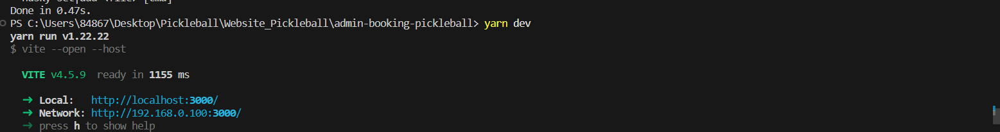 Done in 0.47s.
PS C:\Users\84867\Desktop\Pickleball\Website_Pickleball\admin-booking-pickleball> yarn dev
yarn run v1.22.22
$ vite --open --host
VITE v4.5.9 ready in 1155 ms
➜ Local: http://localhost:3000/
➜ Network: http://192.168.0.100:3000/
➜ press h to show help